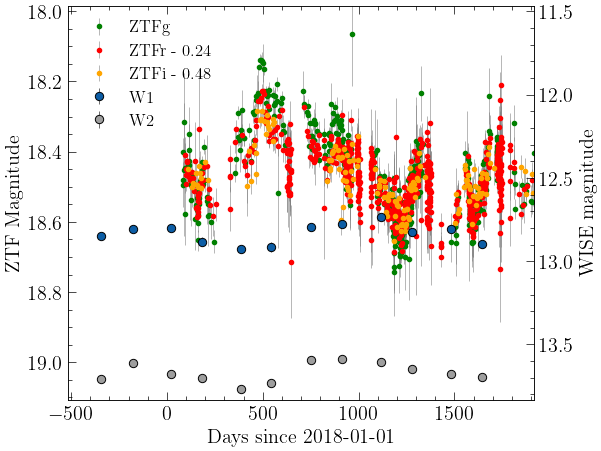 ZTFg
ZTFr - 0.24
ZTFi - 0.48
W1
W2
ZTF Magnitude
18.0
18.2
18.4
18.6
18.8
19.0
WISE magnitude
11.5
12.0
12.5
13.0
13.5
−500 0 500 1000 1500
Days since 2018-01-01